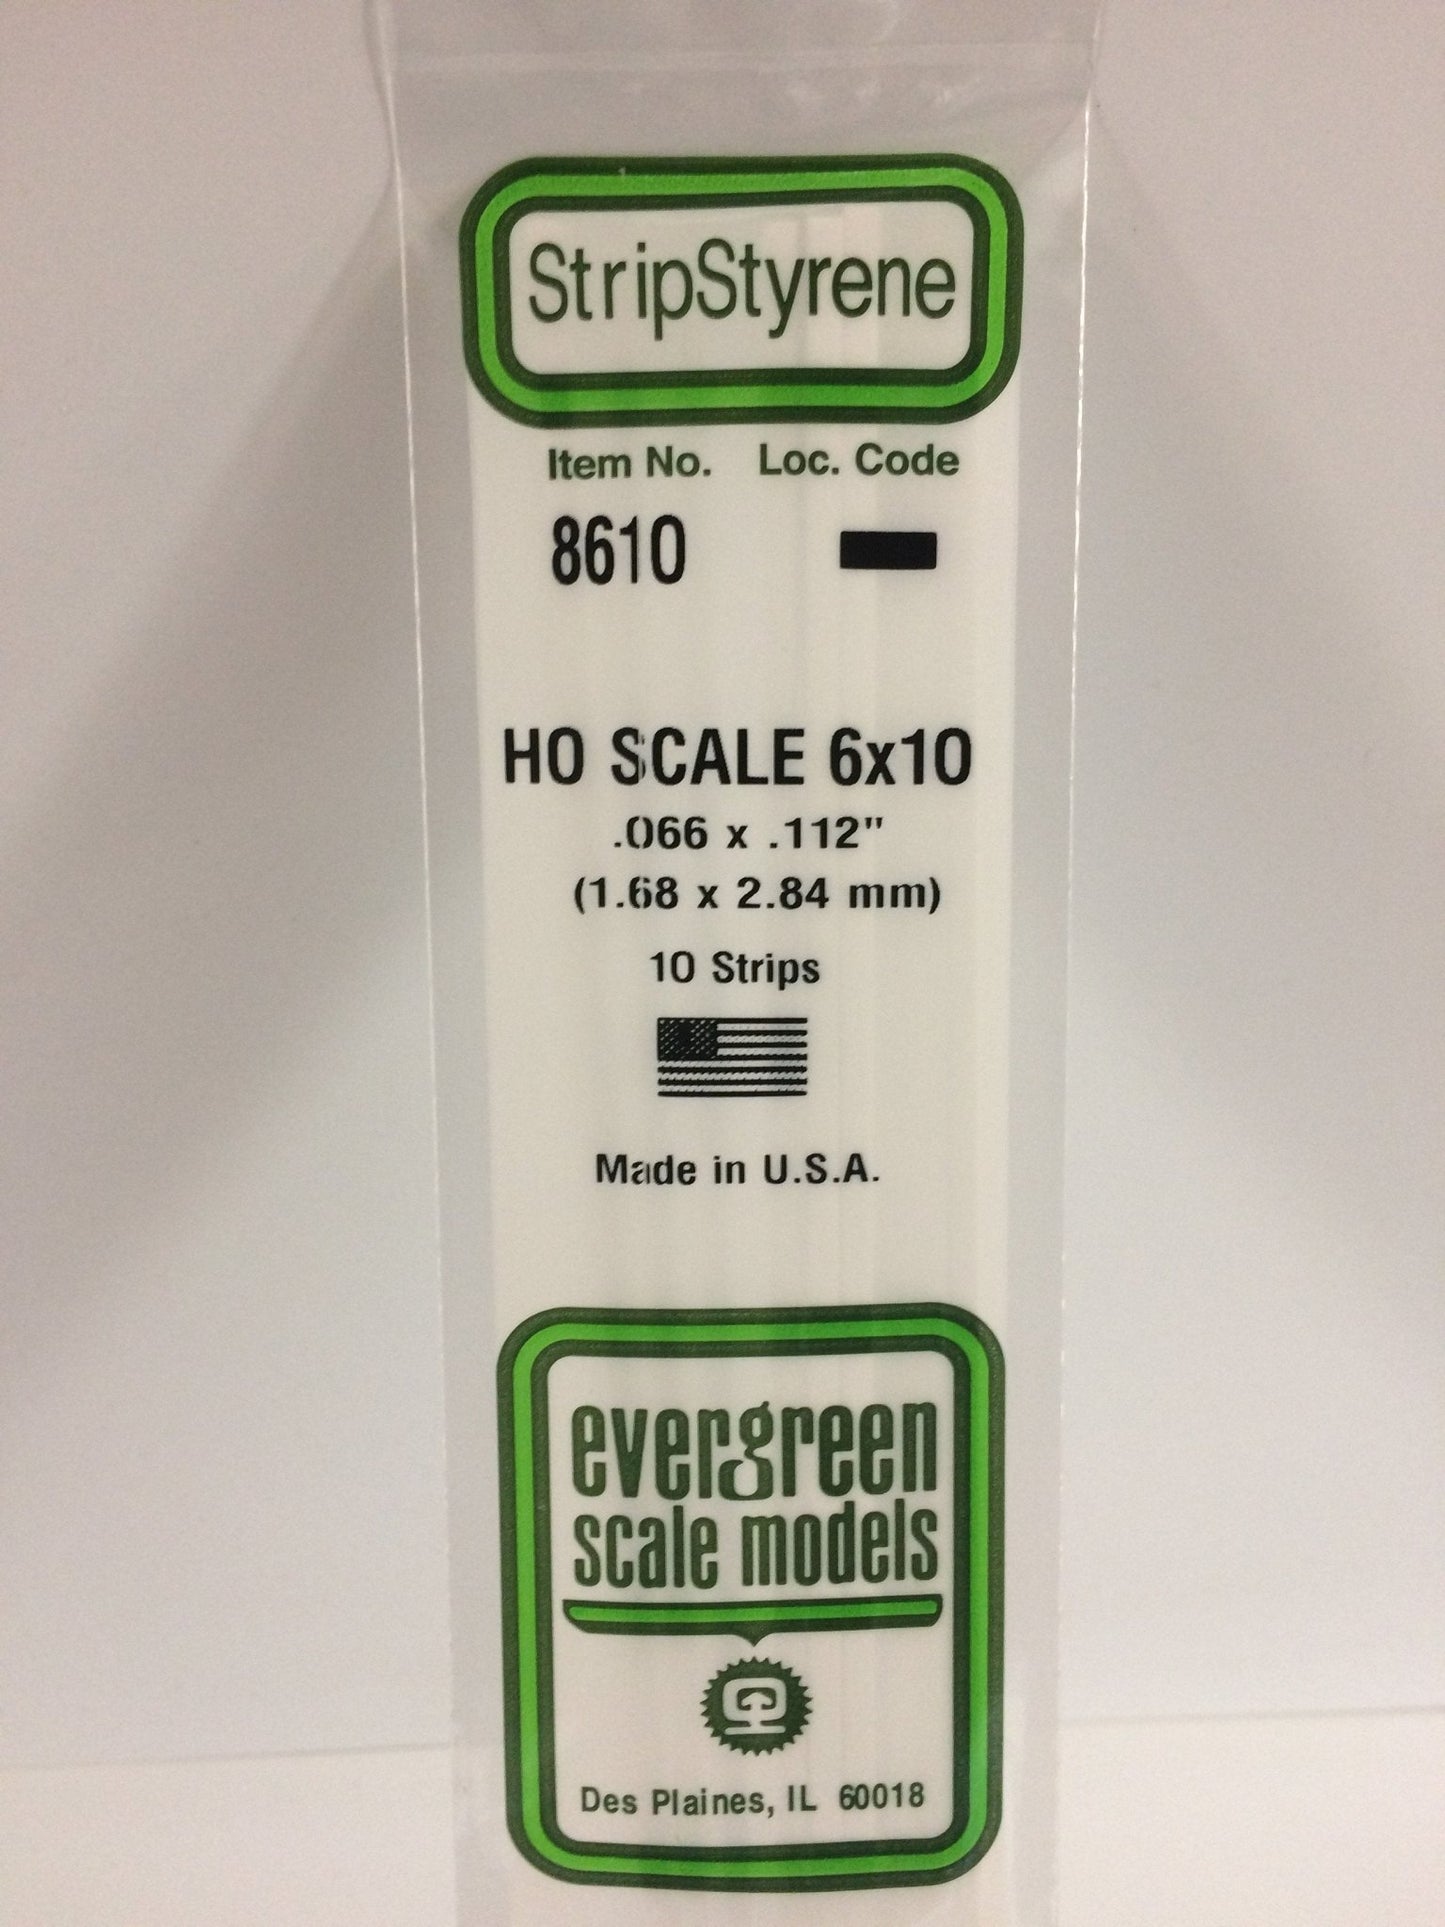 StripStyrene
Item No. Loc. Code
8610
HO SCALE 6x10
.066 x .112"
(1.68 x 2.84 mm)
10 Strips
Made in U.S.A.
evergreen
scale models
Des Plaines, IL 60018